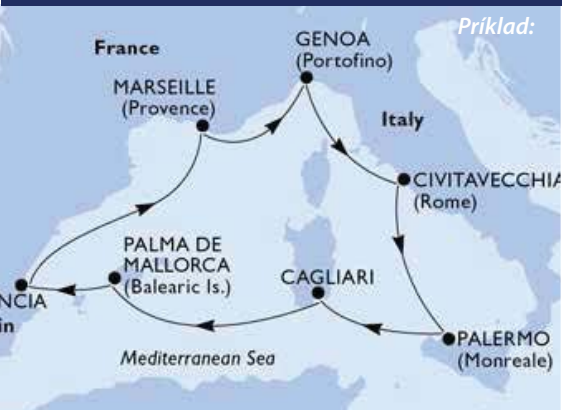 Príklad:
France
GENOA
(Portofino)
MARSEILLE
(Provence)
Italy
CIVITAVECCHIA
(Rome)
PALMA DE
MALLORCA
(Balearic Is.)
CAGLIARI
NCIA
in
PALERMO
(Monreale)
Mediterranean Sea